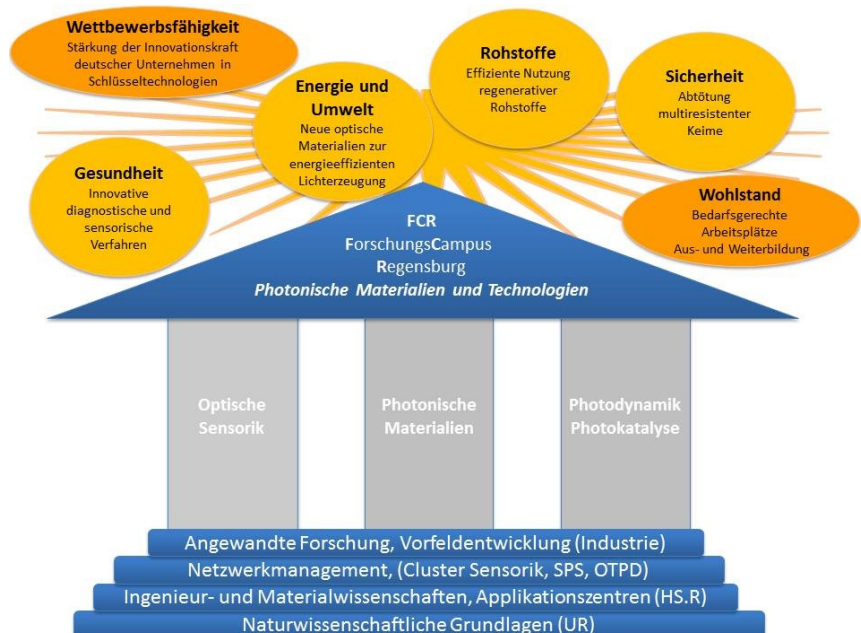 Wettbewerbsfähigkeit
Stärkung der Innovationskraft
deutscher Unternehmen in
Schlüsseltechnologien
Energie und
Umwelt
Neue optische
Materialien zur
energieeffizienten
Lichterzeugung
Rohstoffe
Effiziente Nutzung
regenerativer
Rohstoffe
Sicherheit
Abtötung
multiresistenter
Keime
Gesundheit
Innovative
diagnostische und
sensorische
Verfahren
Wohlstand
Bedarfsgerechte
Arbeitsplätze
Aus- und Weiterbildung
FCR
ForschungsCampus
Regensburg
Photonische Materialien und Technologien
Optische
Sensorik
Photonische
Materialien
Photodynamik
Photokatalyse
Angewandte Forschung, Vorfeldentwicklung (Industrie)
Netzwerkmanagement, (Cluster Sensorik, SPS, OTPD)
Ingenieur- und Materialwissenschaften, Applikationszentren (HS.R)
Naturwissenschaftliche Grundlagen (UR)